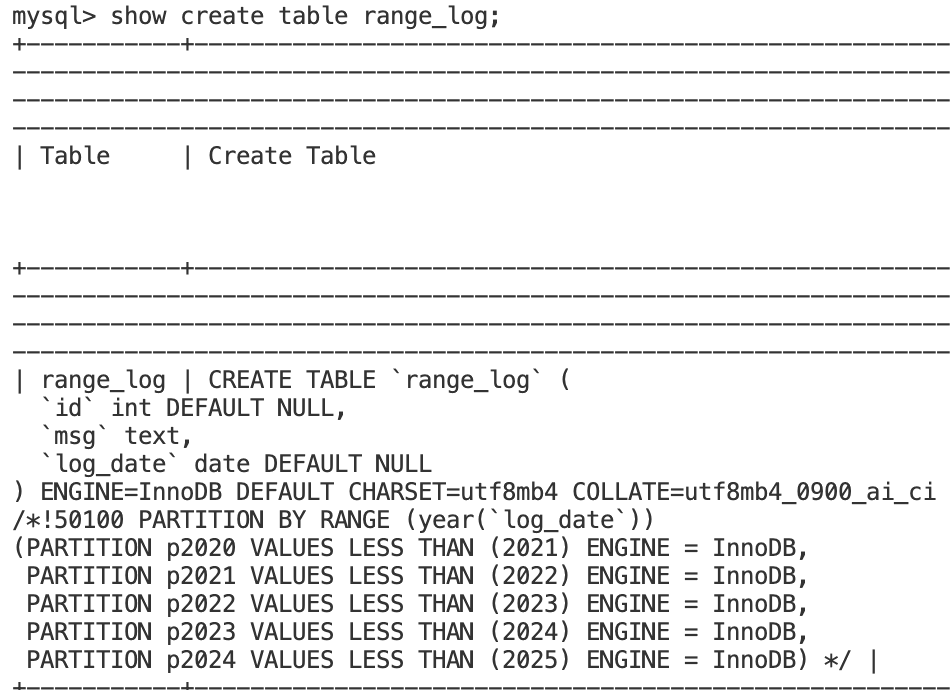 mysql> show create table range_log;
+-----------+------------------------------------------------------
-------------------------------------------------------------------
-------------------------------------------------------------------
-------------------------------------------------------------------
| Table     | Create Table
+-----------+------------------------------------------------------
-------------------------------------------------------------------
-------------------------------------------------------------------
-------------------------------------------------------------------
| range_log | CREATE TABLE `range_log` (
  `id` int DEFAULT NULL,
  `msg` text,
  `log_date` date DEFAULT NULL
) ENGINE=InnoDB DEFAULT CHARSET=utf8mb4 COLLATE=utf8mb4_0900_ai_ci
/*!50100 PARTITION BY RANGE (year(`log_date`))
(PARTITION p2020 VALUES LESS THAN (2021) ENGINE = InnoDB,
 PARTITION p2021 VALUES LESS THAN (2022) ENGINE = InnoDB,
 PARTITION p2022 VALUES LESS THAN (2023) ENGINE = InnoDB,
 PARTITION p2023 VALUES LESS THAN (2024) ENGINE = InnoDB,
 PARTITION p2024 VALUES LESS THAN (2025) ENGINE = InnoDB) */ |
+-----------+------------------------------------------------------